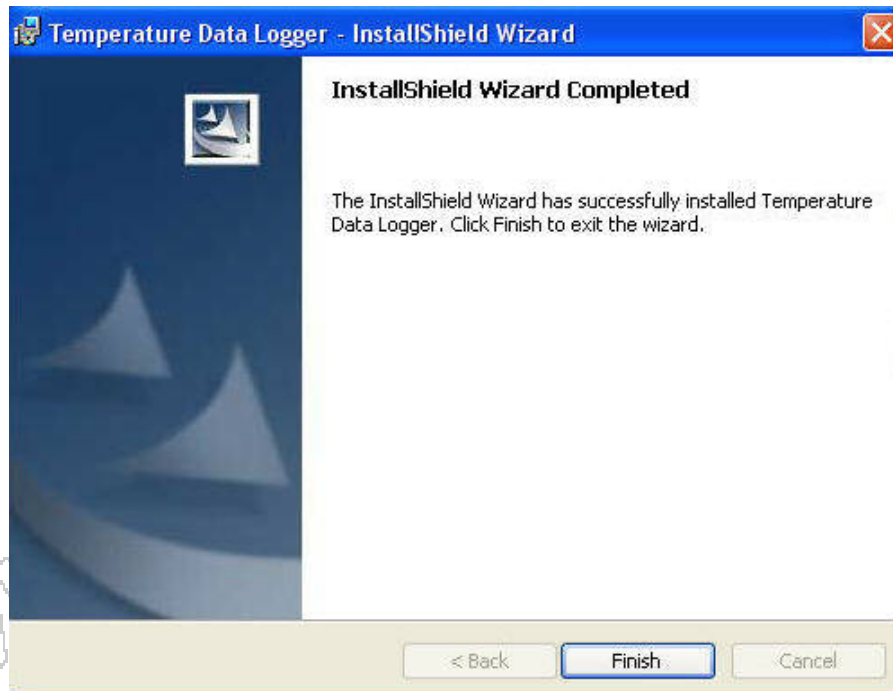 Temperature Data Logger - InstallShield Wizard
InstallShield Wizard Completed
The InstallShield Wizard has successfully installed Temperature
Data Logger. Click Finish to exit the wizard.
< Back
Finish
Cancel